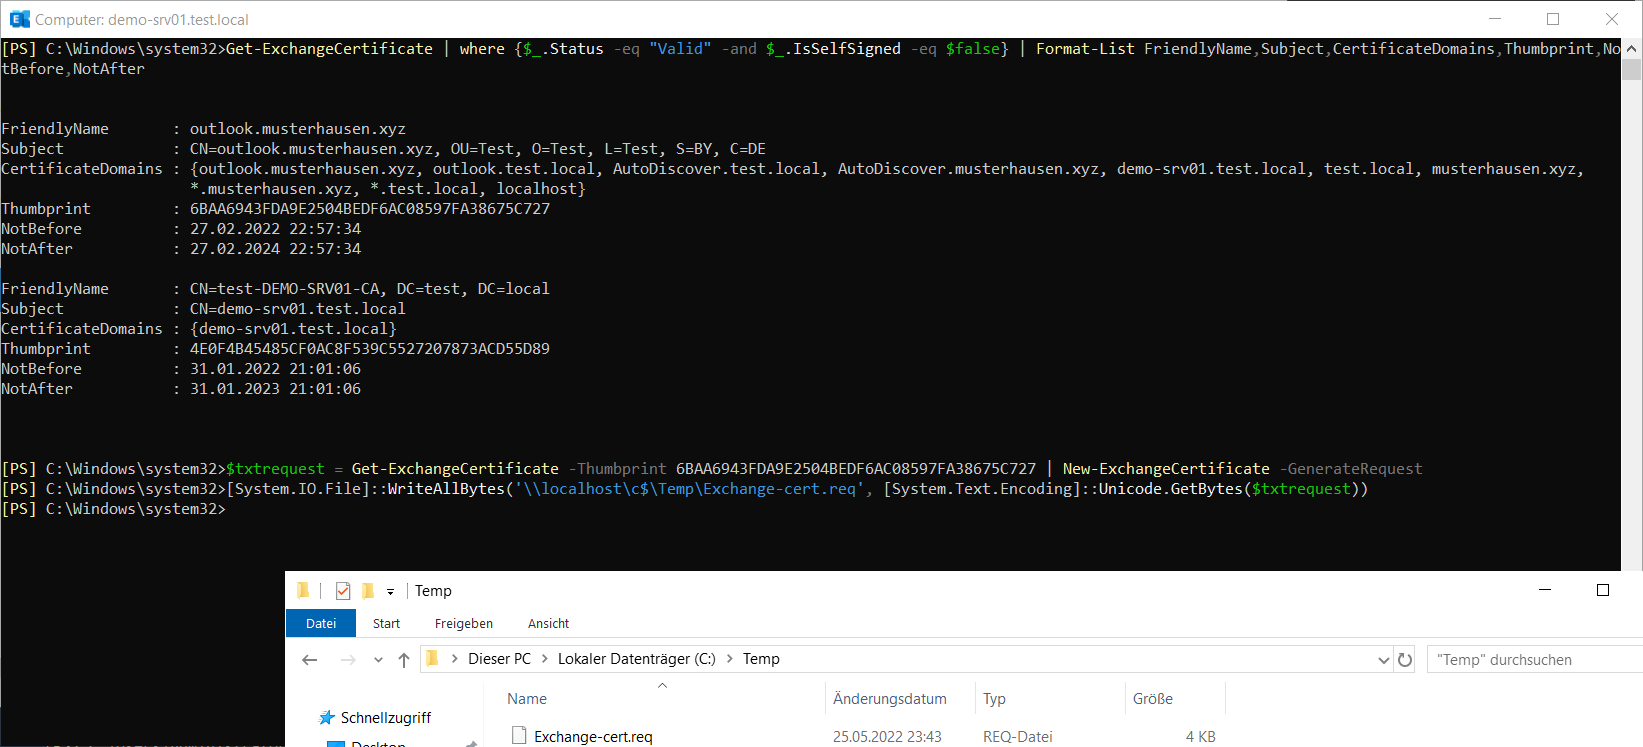 Computer: demo-srv01.test.local
[PS] C:\Windows\system32>Get-ExchangeCertificate | where {$_.Status -eq "Valid" -and $_.IsSelfSigned -eq $false} | Format-List FriendlyName,Subject,CertificateDomains,Thumbprint,No
tBefore,NotAfter
FriendlyName       : outlook.musterhausen.xyz
Subject            : CN=outlook.musterhausen.xyz, OU=Test, O=Test, L=Test, S=BY, C=DE
CertificateDomains : {outlook.musterhausen.xyz, outlook.test.local, AutoDiscover.test.local, AutoDiscover.musterhausen.xyz, demo-srv01.test.local, test.local, musterhausen.xyz,
                     *.musterhausen.xyz, *.test.local, localhost}
Thumbprint         : 6BAA6943FDA9E2504BEDF6AC08597FA38675C727
NotBefore          : 27.02.2022 22:57:34
NotAfter           : 27.02.2024 22:57:34
FriendlyName       : CN=test-DEMO-SRV01-CA, DC=test, DC=local
Subject            : CN=demo-srv01.test.local
CertificateDomains : {demo-srv01.test.local}
Thumbprint         : 4E0F4B45485CF0AC8F539C5527207873ACD55D89
NotBefore          : 31.01.2022 21:01:06
NotAfter           : 31.01.2023 21:01:06
[PS] C:\Windows\system32>$txtrequest = Get-ExchangeCertificate -Thumbprint 6BAA6943FDA9E2504BEDF6AC08597FA38675C727 | New-ExchangeCertificate -GenerateRequest
[PS] C:\Windows\system32>[System.IO.File]::WriteAllBytes('\\localhost\c$\Temp\Exchange-cert.req', [System.Text.Encoding]::Unicode.GetBytes($txtrequest))
[PS] C:\Windows\system32>
Temp
Datei Start Freigeben Ansicht
Dieser PC > Lokaler Datenträger (C:) > Temp
"Temp" durchsuchen
Name Änderungsdatum Typ Größe
Schnellzugriff
Exchange-cert.req 25.05.2022 23:43 REQ-Datei 4 KB
Desktop